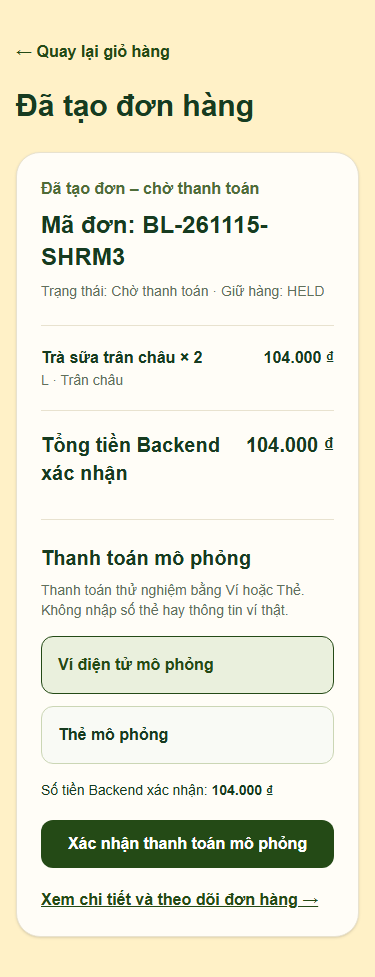 ← Quay lại giỏ hàng
Đã tạo đơn hàng
Đã tạo đơn – chờ thanh toán
Mã đơn: BL-261115-
SHRM3
Trạng thái: Chờ thanh toán · Giữ hàng: HELD
Trà sữa trân châu × 2 104.000 ₫
L · Trân châu
Tổng tiền Backend 104.000 ₫
xác nhận
Thanh toán mô phỏng
Thanh toán thử nghiệm bằng Ví hoặc Thẻ.
Không nhập số thẻ hay thông tin ví thật.
Ví điện tử mô phỏng
Thẻ mô phỏng
Số tiền Backend xác nhận: 104.000 ₫
Xác nhận thanh toán mô phỏng
Xem chi tiết và theo dõi đơn hàng →